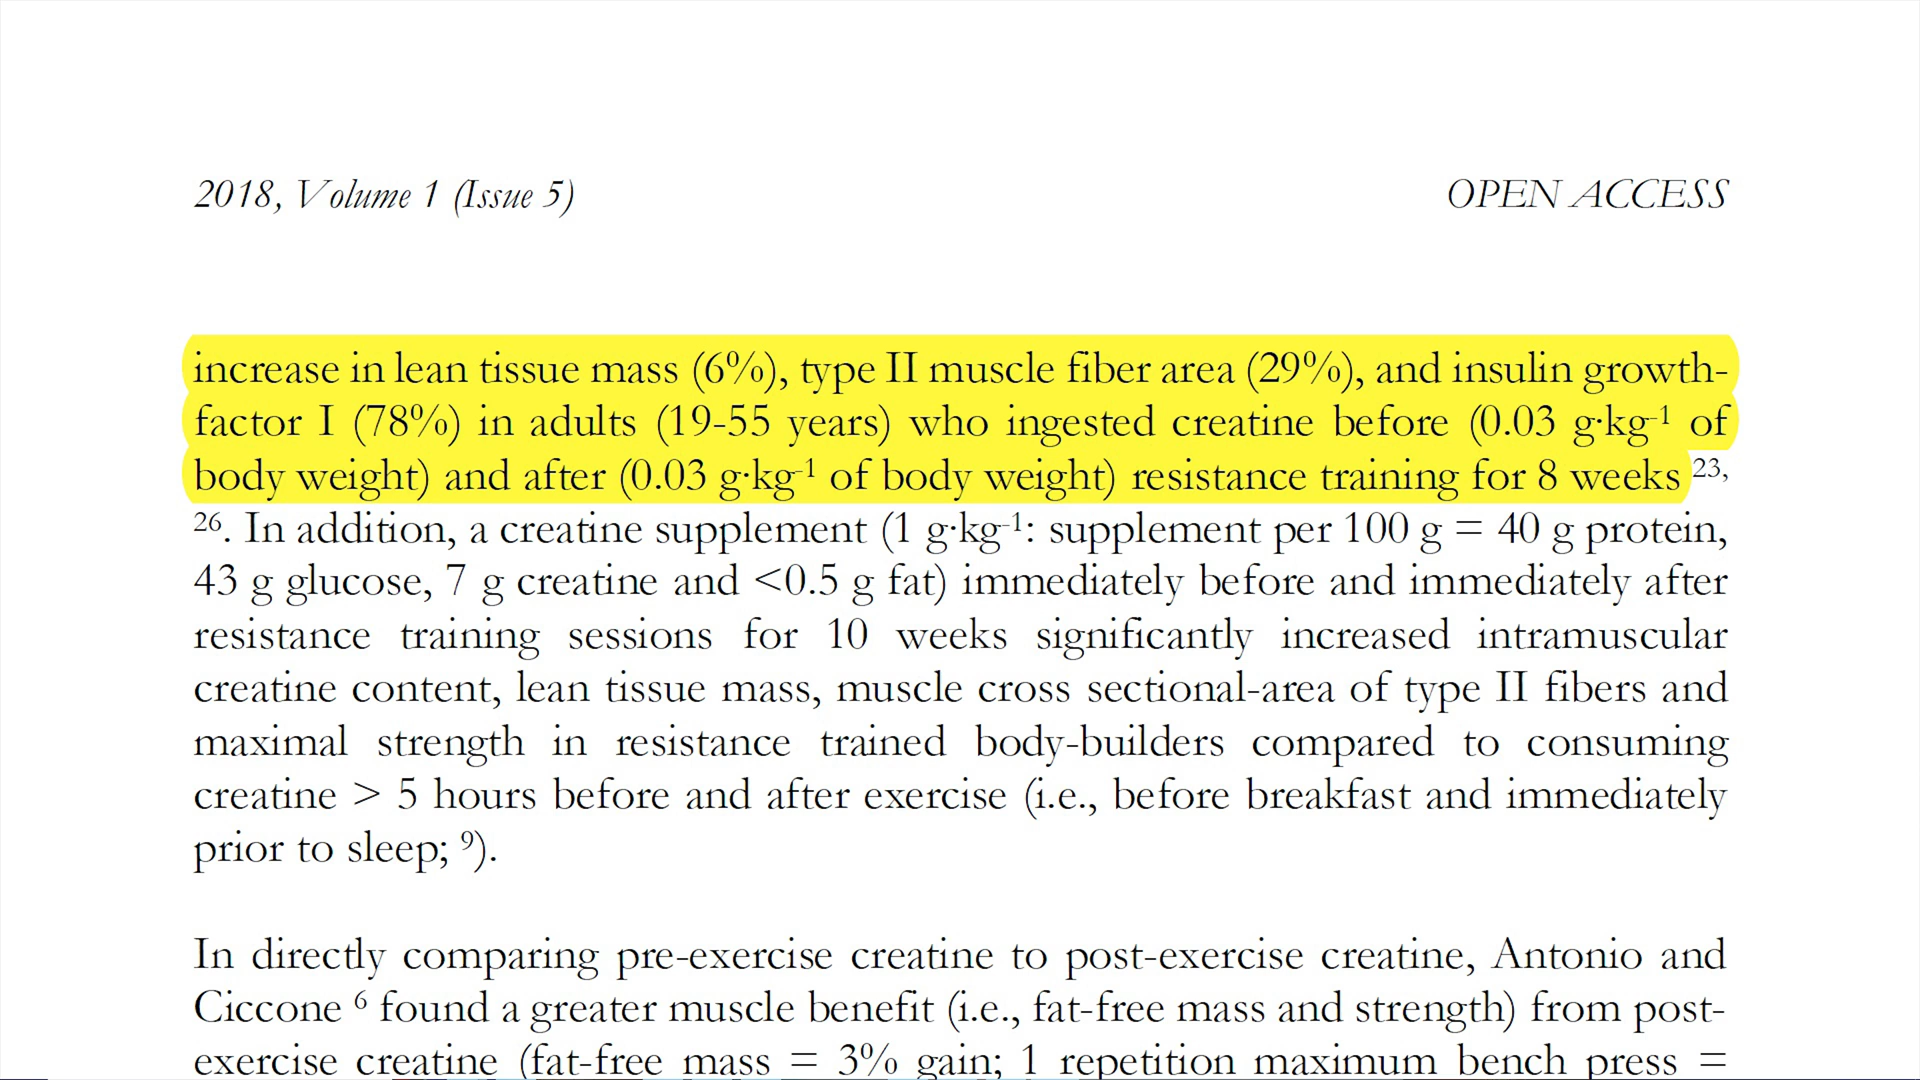 2018, Volume 1 (Issue 5) OPEN ACCESS
increase in lean tissue mass (6%), type II muscle fiber area (29%), and insulin growth-
factor I (78%) in adults (19-55 years) who ingested creatine before (0.03 g·kg⁻¹ of
body weight) and after (0.03 g·kg⁻¹ of body weight) resistance training for 8 weeks ²³,
²⁶. In addition, a creatine supplement (1 g·kg⁻¹: supplement per 100 g = 40 g protein,
43 g glucose, 7 g creatine and <0.5 g fat) immediately before and immediately after
resistance training sessions for 10 weeks significantly increased intramuscular
creatine content, lean tissue mass, muscle cross sectional-area of type II fibers and
maximal strength in resistance trained body-builders compared to consuming
creatine > 5 hours before and after exercise (i.e., before breakfast and immediately
prior to sleep; ⁹).
In directly comparing pre-exercise creatine to post-exercise creatine, Antonio and
Ciccone ⁶ found a greater muscle benefit (i.e., fat-free mass and strength) from post-
exercise creatine (fat-free mass = 3% gain; 1 repetition maximum bench press =